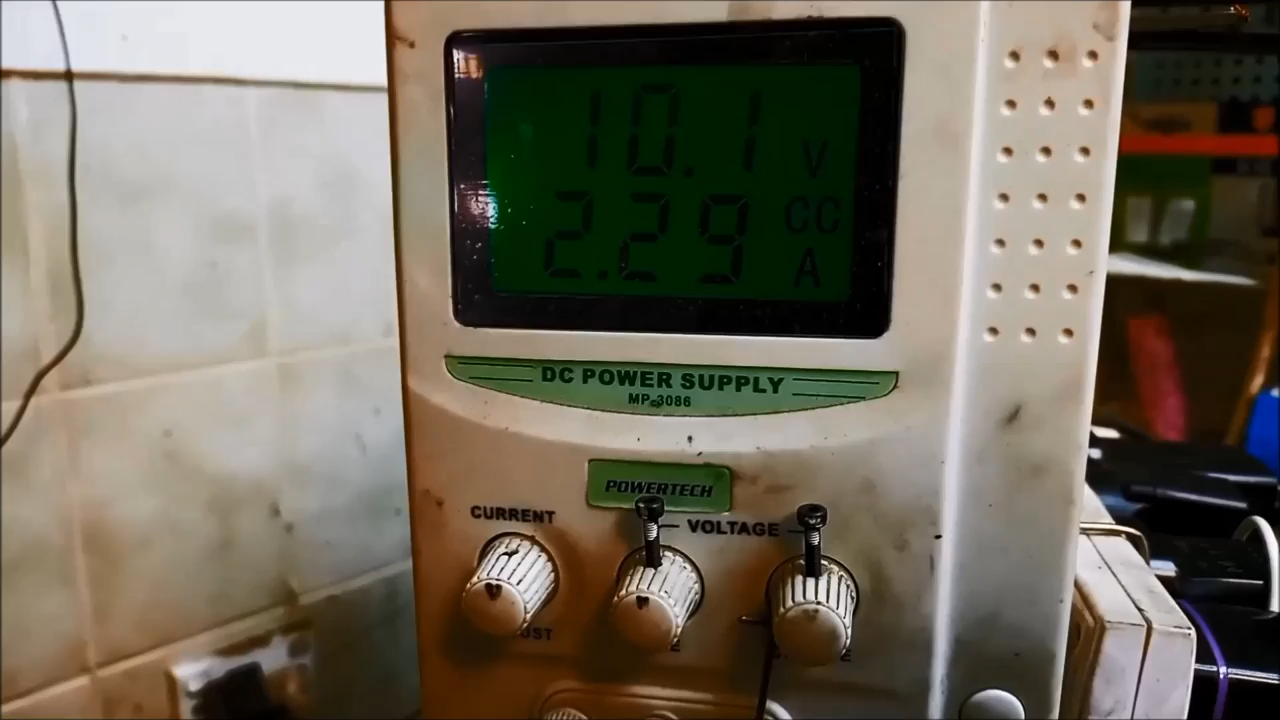 10.1 V
CC
2.29 A
DC POWER SUPPLY
MP-3086
POWERTECH
CURRENT
VOLTAGE